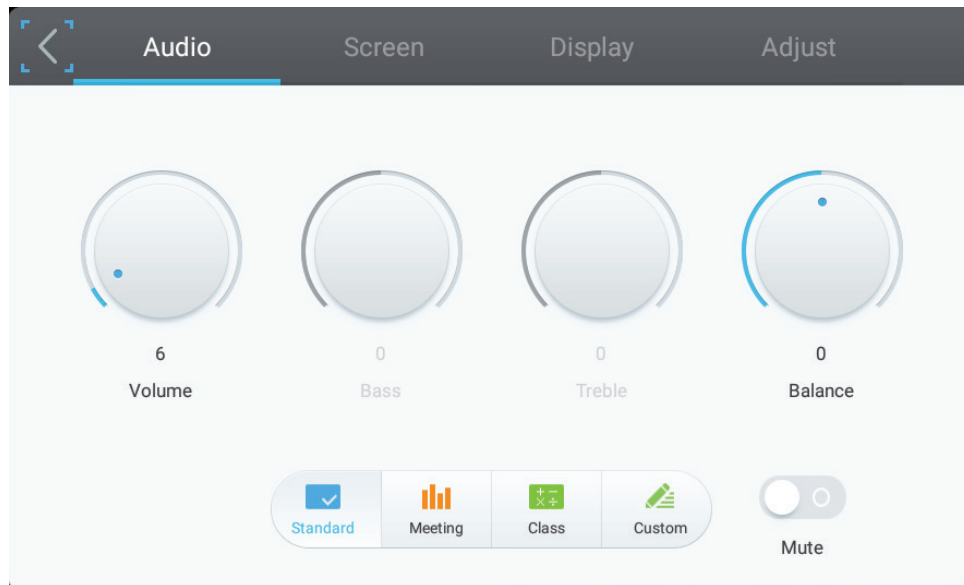 Audio Screen Display Adjust
6 0 0 0
Volume Bass Treble Balance
Standard Meeting Class Custom
Mute